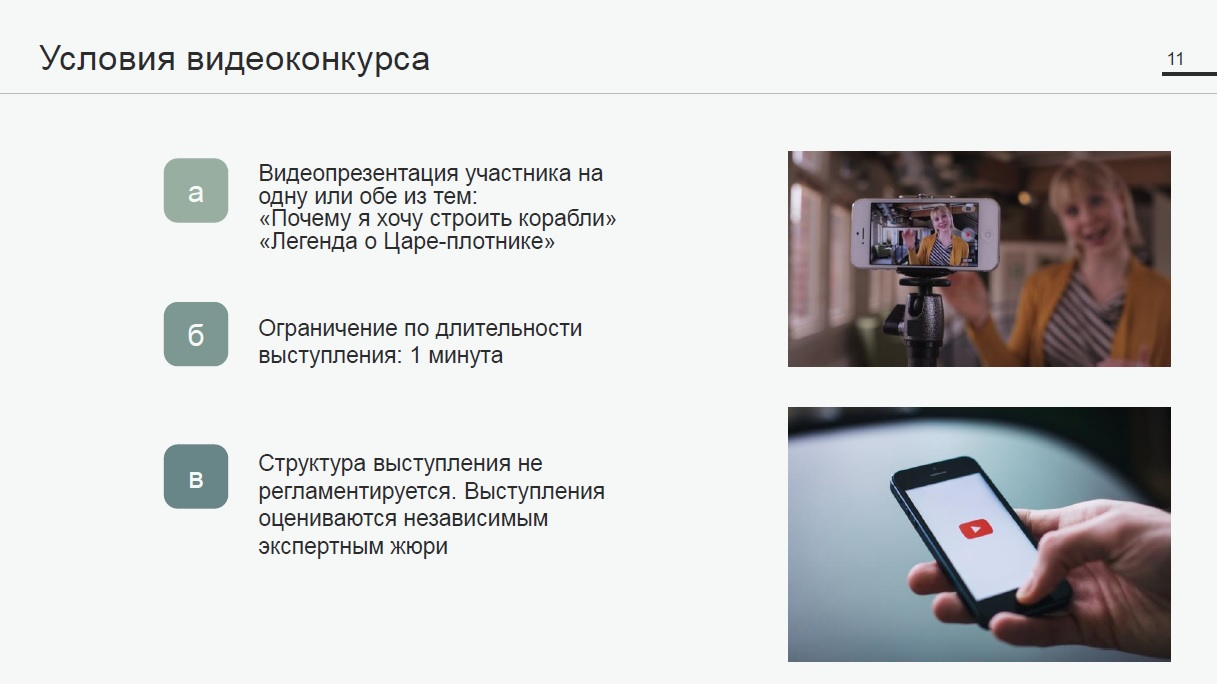 Условия видеоконкурса
11
а
Видеопрезентация участника на
одну или обе из тем:
«Почему я хочу строить корабли»
«Легенда о Царе-плотнике»
б
Ограничение по длительности
выступления: 1 минута
в
Структура выступления не
регламентируется. Выступления
оцениваются независимым
экспертным жюри